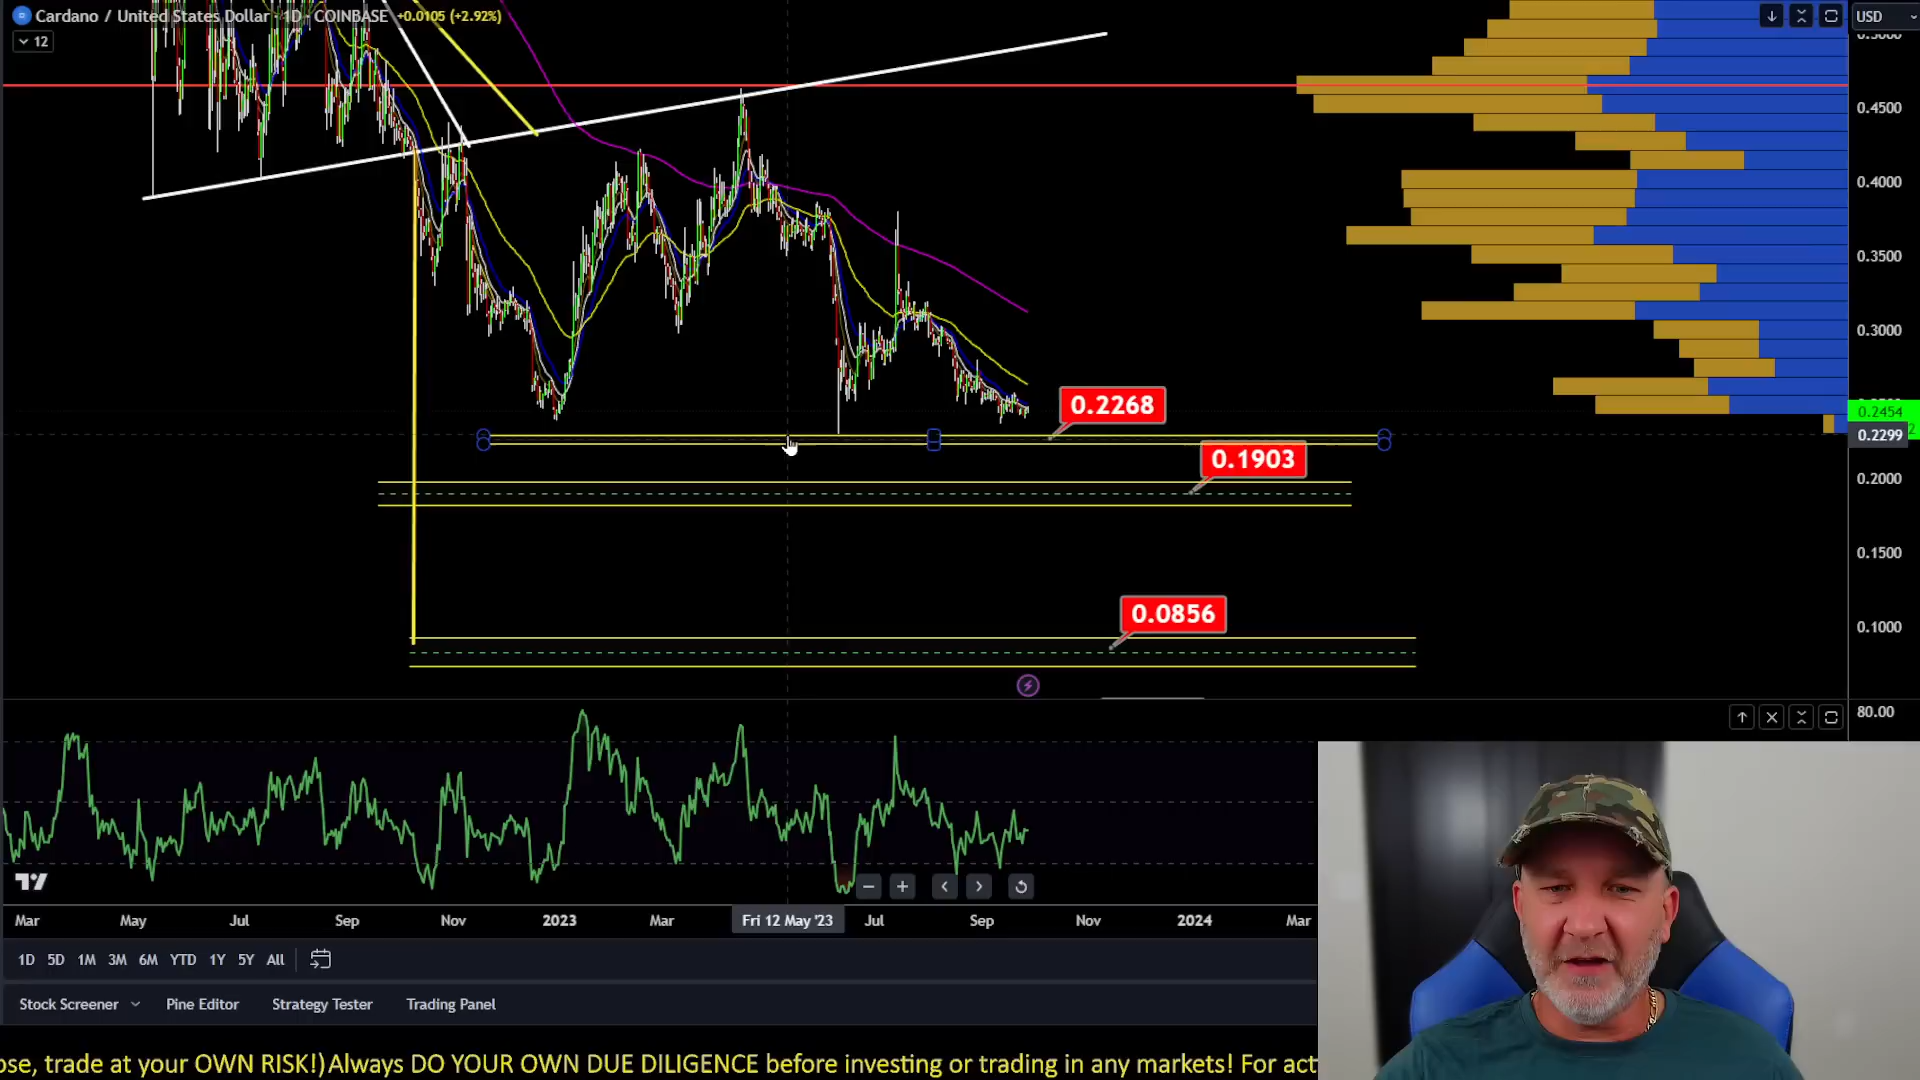 Cardano / United States Dollar · 1D · COINBASE +0.0105 (+2.92%)
USD
12
0.4500
0.4000
0.3500
0.3000
0.2454
0.2299
0.2000
0.1500
0.1000
0.2268
0.1903
0.0856
80.00
Mar May Jul Sep Nov 2023 Mar Fri 12 May '23 Jul Sep Nov 2024 Mar
1D 5D 1M 3M 6M YTD 1Y 5Y All
Stock Screener Pine Editor Strategy Tester Trading Panel
ose, trade at your OWN RISK!)Always DO YOUR OWN DUE DILIGENCE before investing or trading in any markets! For act